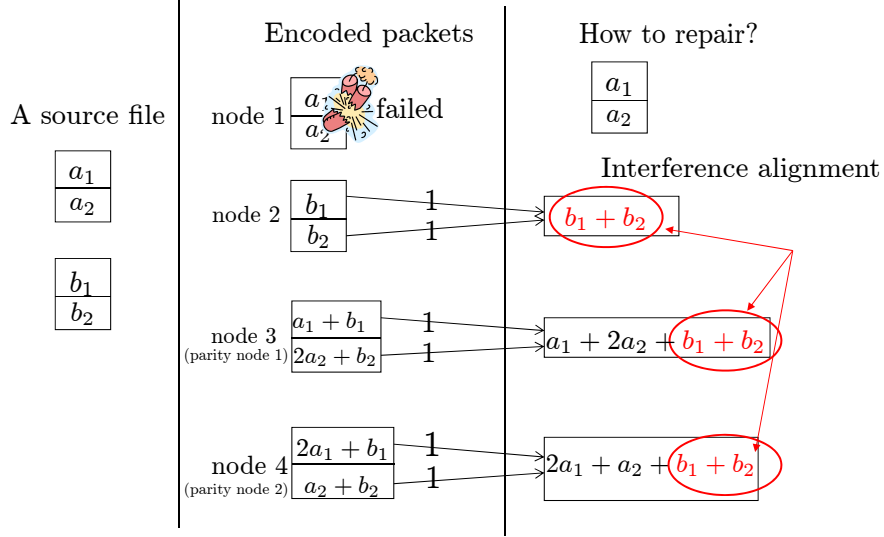 Encoded packets
How to repair?
A source file
a₁
a₂
b₁
b₂
node 1
a₁
a₂
failed
a₁
a₂
Interference alignment
node 2
b₁
b₂
1
1
b₁ + b₂
node 3
(parity node 1)
a₁ + b₁
2a₂ + b₂
1
1
a₁ + 2a₂ + b₁ + b₂
node 4
(parity node 2)
2a₁ + b₁
a₂ + b₂
1
1
2a₁ + a₂ + b₁ + b₂